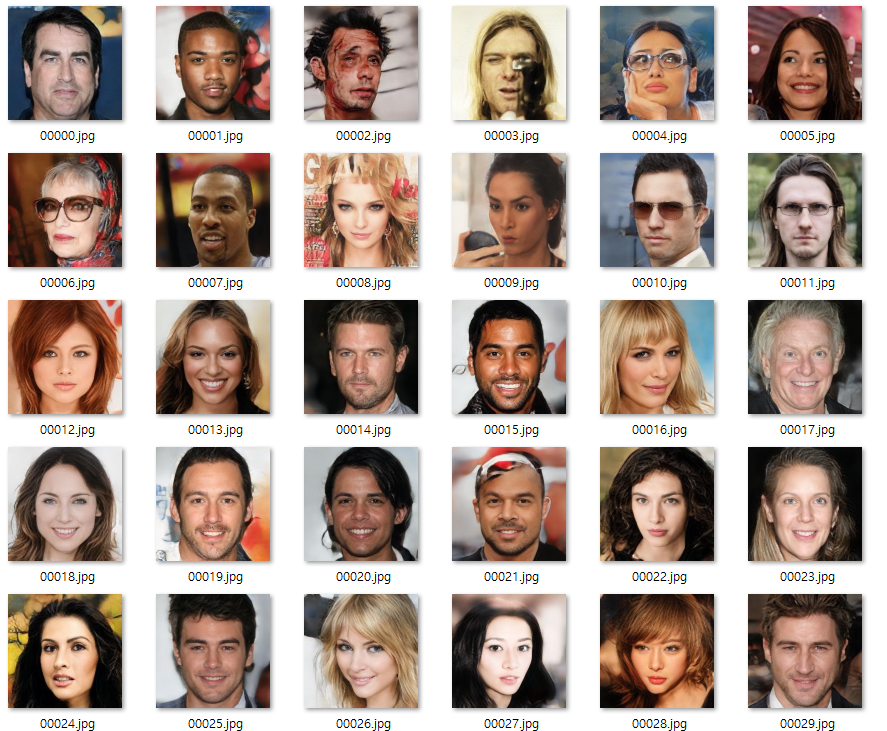 00000.jpg 00001.jpg 00002.jpg 00003.jpg 00004.jpg 00005.jpg
GLAMO
00006.jpg 00007.jpg 00008.jpg 00009.jpg 00010.jpg 00011.jpg
00012.jpg 00013.jpg 00014.jpg 00015.jpg 00016.jpg 00017.jpg
00018.jpg 00019.jpg 00020.jpg 00021.jpg 00022.jpg 00023.jpg
00024.jpg 00025.jpg 00026.jpg 00027.jpg 00028.jpg 00029.jpg